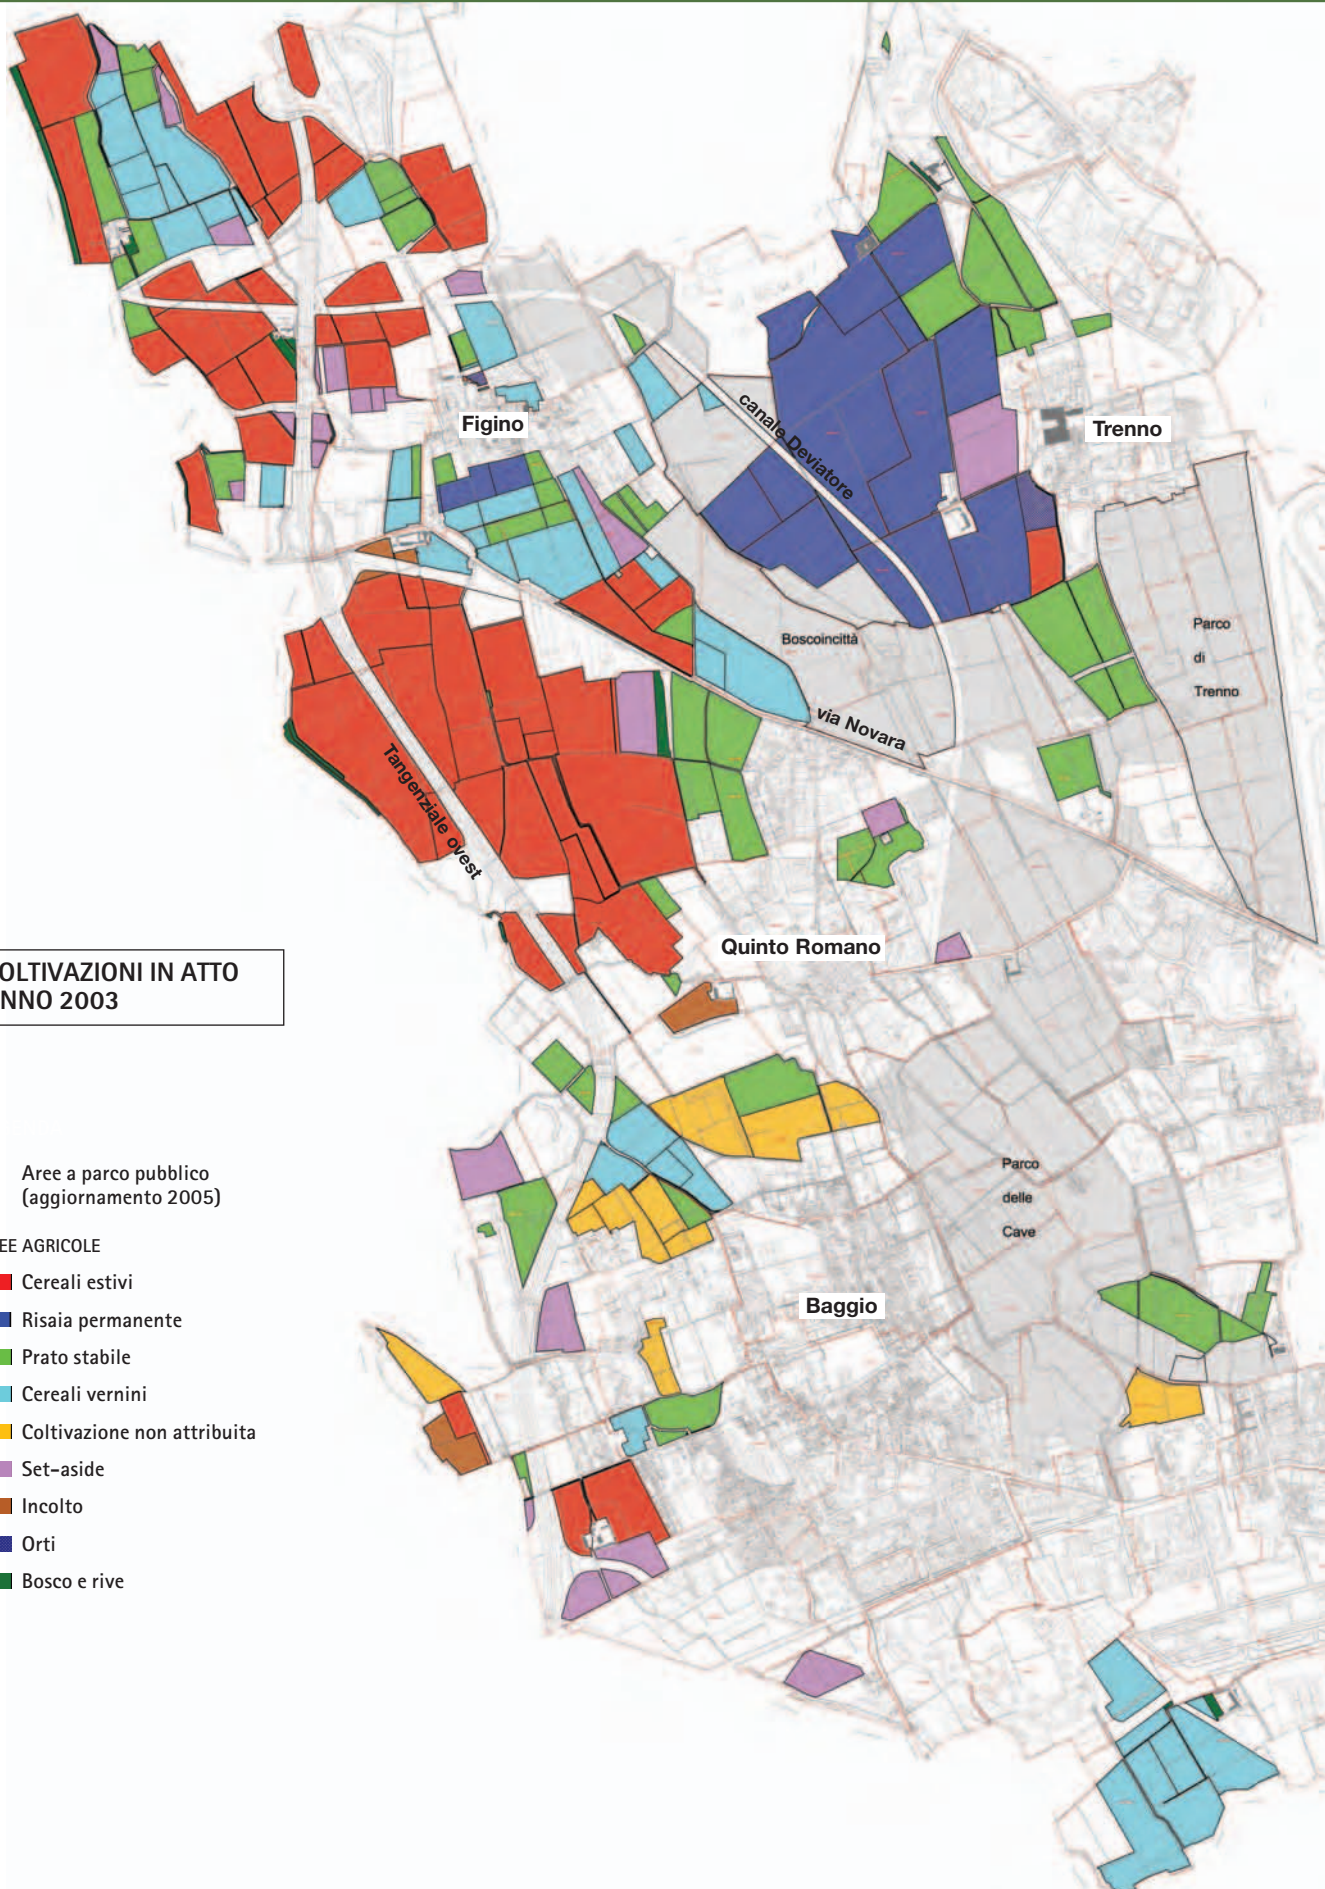 Figino
canale Deviatore
Trenno
Boscoincittà
Parco
di
Trenno
via Novara
Tangenziale ovest
Quinto Romano
OLTIVAZIONI IN ATTO
NNO 2003
Parco
delle
Cave
Aree a parco pubblico
(aggiornamento 2005)
EE AGRICOLE
Cereali estivi
Risaia permanente
Prato stabile
Cereali vernini
Coltivazione non attribuita
Set-aside
Incolto
Orti
Bosco e rive
Baggio